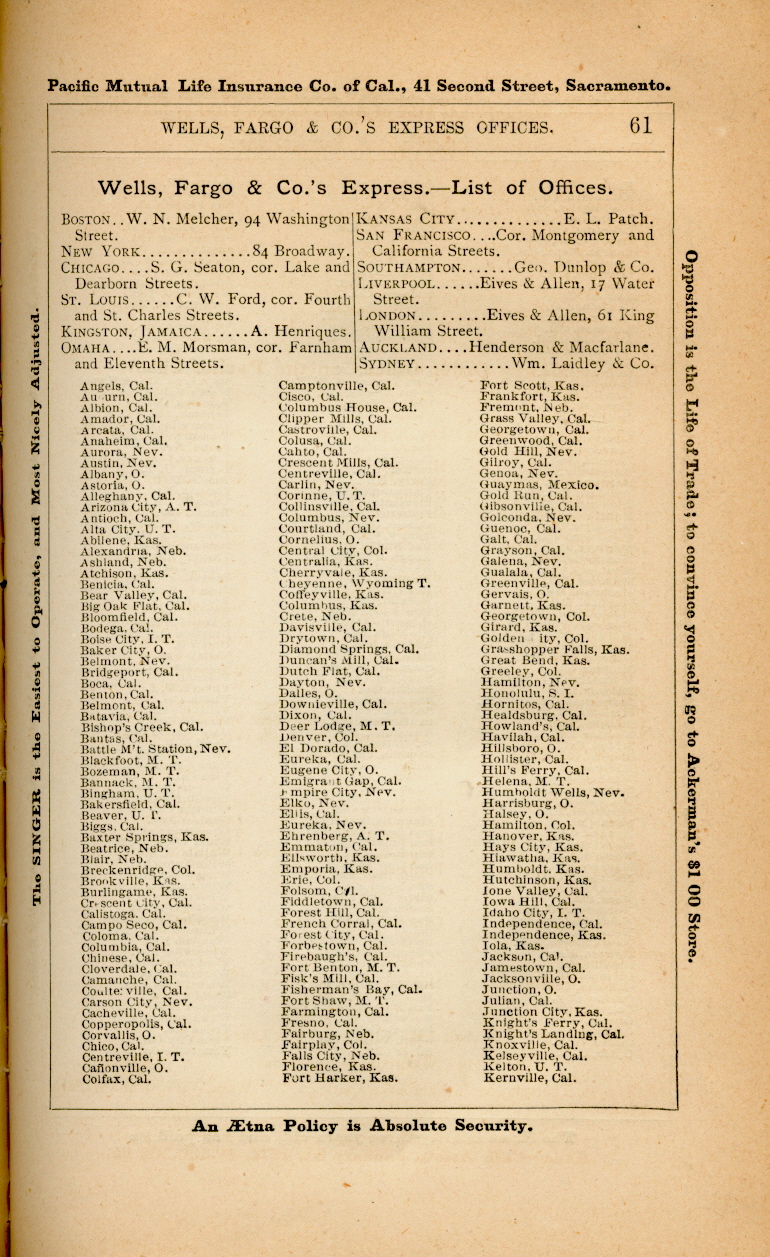 Pacific Mutual Life Insurance Co. of Cal., 41 Second Street, Sacramento.
WELLS, FARGO & CO.'S EXPRESS OFFICES. 61
Wells, Fargo & Co.'s Express.—List of Offices.
BOSTON..W. N. Melcher, 94 Washington
Street.
NEW YORK.............84 Broadway.
CHICAGO....S. G. Seaton, cor. Lake and
Dearborn Streets.
ST. LOUIS......C. W. Ford, cor. Fourth
and St. Charles Streets.
KINGSTON, JAMAICA......A. Henriques.
OMAHA....E. M. Morsman, cor. Farnham
and Eleventh Streets.
KANSAS CITY.............E. L. Patch.
SAN FRANCISCO....Cor. Montgomery and
California Streets.
SOUTHAMPTON.......Geo. Dunlop & Co.
LIVERPOOL......Eives & Allen, 17 Water
Street.
LONDON.........Eives & Allen, 61 King
William Street.
AUCKLAND....Henderson & Macfarlane.
SYDNEY............Wm. Laidley & Co.
Angels, Cal.
Au urn, Cal.
Albion, Cal.
Amador, Cal.
Arcata, Cal.
Anaheim, Cal.
Aurora, Nev.
Austin, Nev.
Albany, O.
Astoria, O.
Alleghany, Cal.
Arizona City, A. T.
Antioch, Cal.
Alta City, U. T.
Abilene, Kas.
Alexandria, Neb.
Ashland, Neb.
Atchison, Kas.
Benicia, Cal.
Bear Valley, Cal.
Big Oak Flat, Cal.
Bloomfield, Cal.
Bodega, Cal.
Boise City, I. T.
Baker City, O.
Belmont, Nev.
Bridgeport, Cal.
Boca, Cal.
Benton, Cal.
Belmont, Cal.
Batavia, Cal.
Bishop's Creek, Cal.
Bantas, Cal.
Battle M't. Station, Nev.
Blackfoot, M. T.
Bozeman, M. T.
Bannack, M. T.
Bingham, U. T.
Bakersfield, Cal.
Beaver, U. T.
Biggs, Cal.
Baxter Springs, Kas.
Beatrice, Neb.
Blair, Neb.
Breckenridge, Col.
Brookville, Kas.
Burlingame, Kas.
Crescent City, Cal.
Calistoga, Cal.
Campo Seco, Cal.
Coloma, Cal.
Columbia, Cal.
Chinese, Cal.
Cloverdale, Cal.
Camanche, Cal.
Coulterville, Cal.
Carson City, Nev.
Cacheville, Cal.
Copperopolis, Cal.
Corvallis, O.
Chico, Cal.
Centreville, I. T.
Cañonville, O.
Colfax, Cal.
Camptonville, Cal.
Cisco, Cal.
Columbus House, Cal.
Clipper Mills, Cal.
Castroville, Cal.
Colusa, Cal.
Cahto, Cal.
Crescent Mills, Cal.
Centreville, Cal.
Carlin, Nev.
Corinne, U. T.
Collinsville, Cal.
Columbus, Nev.
Courtland, Cal.
Cornelius, O.
Central City, Col.
Centralia, Kas.
Cherryvale, Kas.
Cheyenne, Wyoming T.
Coffeyville, Kas.
Columbus, Kas.
Crete, Neb.
Davisville, Cal.
Drytown, Cal.
Diamond Springs, Cal.
Duncan's Mill, Cal.
Dutch Flat, Cal.
Dayton, Nev.
Dalles, O.
Downieville, Cal.
Dixon, Cal.
Deer Lodge, M. T.
Denver, Col.
El Dorado, Cal.
Eureka, Cal.
Eugene City, O.
Emigrant Gap, Cal.
Empire City, Nev.
Elko, Nev.
Ellis, Cal.
Eureka, Nev.
Ehrenberg, A. T.
Emmaton, Cal.
Ellsworth, Kas.
Emporia, Kas.
Erie, Col.
Folsom, Cal.
Fiddletown, Cal.
Forest Hill, Cal.
French Corral, Cal.
Forest City, Cal.
Forbestown, Cal.
Firebaugh's, Cal.
Fort Benton, M. T.
Fisk's Mill, Cal.
Fisherman's Bay, Cal.
Fort Shaw, M. T.
Farmington, Cal.
Fresno, Cal.
Fairburg, Neb.
Fairplay, Col.
Falls City, Neb.
Florence, Kas.
Fort Harker, Kas.
Fort Scott, Kas.
Frankfort, Kas.
Fremont, Neb.
Grass Valley, Cal.
Georgetown, Cal.
Greenwood, Cal.
Gold Hill, Nev.
Gilroy, Cal.
Genoa, Nev.
Guaymas, Mexico.
Gold Run, Cal.
Gibsonville, Cal.
Golconda, Nev.
Guenoc, Cal.
Galt, Cal.
Grayson, Cal.
Galena, Nev.
Gualala, Cal.
Greenville, Cal.
Gervais, O.
Garnett, Kas.
Georgetown, Col.
Girard, Kas.
Golden ity, Col.
Grasshopper Falls, Kas.
Great Bend, Kas.
Greeley, Col.
Hamilton, Nev.
Honolulu, S. I.
Hornitos, Cal.
Healdsburg, Cal.
Howland's, Cal.
Havilah, Cal.
Hillsboro, O.
Hollister, Cal.
Hill's Ferry, Cal.
Helena, M. T.
Humboldt Wells, Nev.
Harrisburg, O.
Halsey, O.
Hamilton, Col.
Hanover, Kas.
Hays City, Kas.
Hiawatha, Kas.
Humboldt, Kas.
Hutchinson, Kas.
Ione Valley, Cal.
Iowa Hill, Cal.
Idaho City, I. T.
Independence, Cal.
Independence, Kas.
Iola, Kas.
Jackson, Cal.
Jamestown, Cal.
Jacksonville, O.
Junction, O.
Julian, Cal.
Junction City, Kas.
Knight's Ferry, Cal.
Knight's Landing, Cal.
Knoxville, Cal.
Kelseyville, Cal.
Kelton, U. T.
Kernville, Cal.
The SINGER is the Easiest to Operate, and Most Nicely Adjusted.
Opposition is the Life of Trade; to convince yourself, go to Ackerman's $1 00 Store.
An Ætna Policy is Absolute Security.